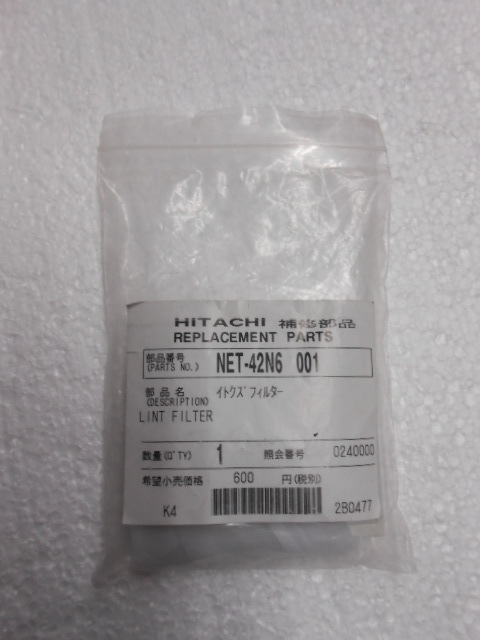 HITACHI 補修部品
REPLACEMENT PARTS
部品番号 (PARTS NO.) NET-42N6 001
部品名 (DESCRIPTION) イトクズフィルター
LINT FILTER
数量(Q'TY) 1 照会番号 0240000
希望小売価格 600 円(税別)
K4 2B0477